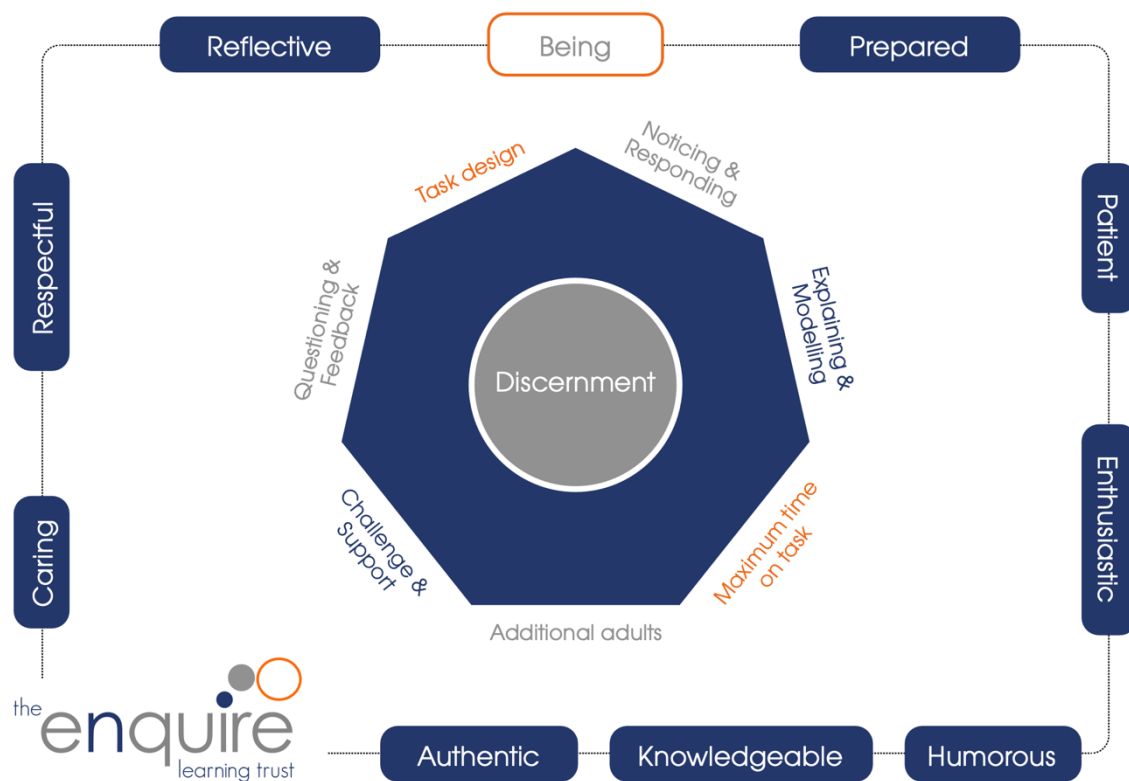 Reflective
Being
Prepared
Respectful
Caring
Patient
Enthusiastic
Task design
Noticing &
Responding
Questioning &
Feedback
Explaining &
Modelling
Discernment
Challenge &
Support
Maximum time
on task
Additional adults
the
enquire
learning trust
Authentic
Knowledgeable
Humorous